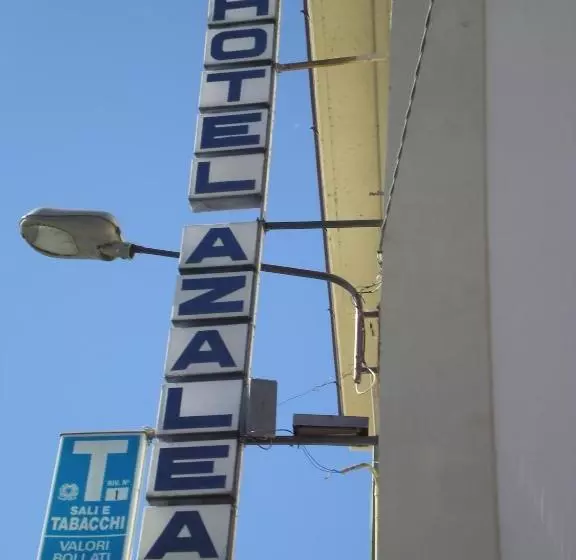 HOTEL
AZALEA
T
RIV. N°
1
SALI E
TABACCHI
VALORI
BOLLATI